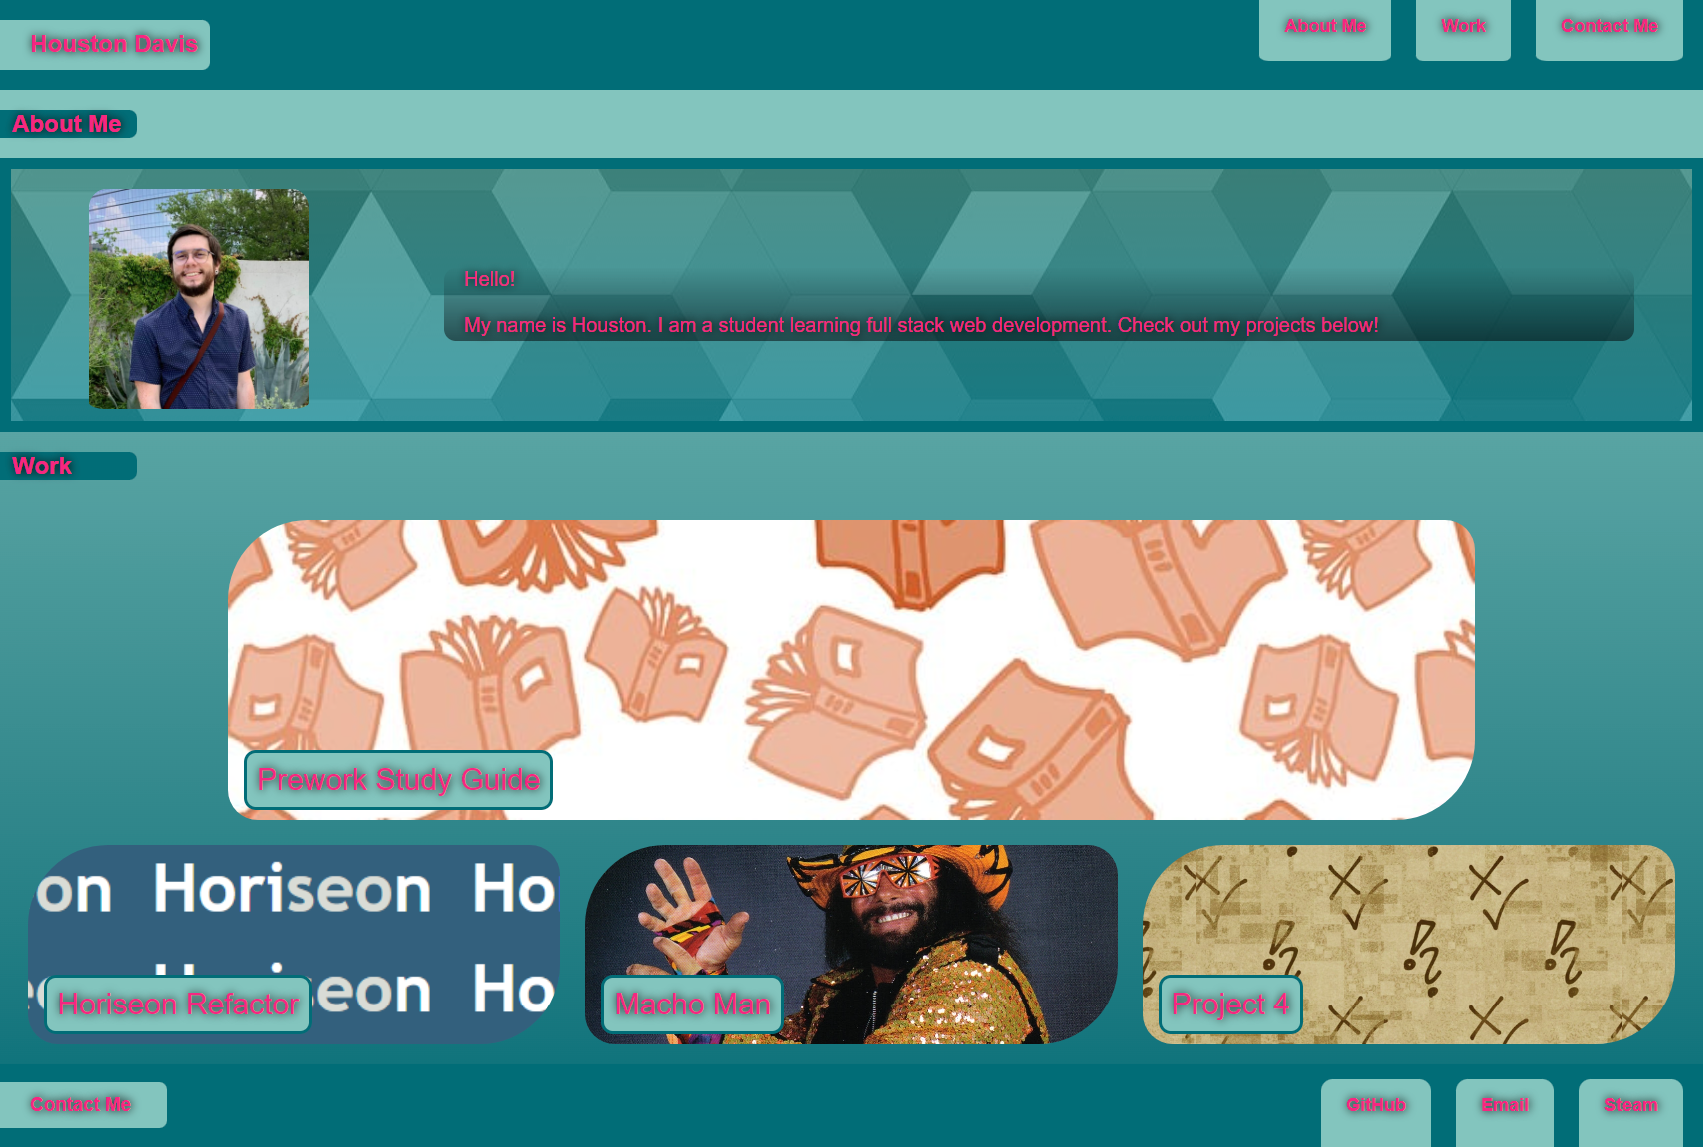 Houston Davis
About Me
Work
Contact Me
About Me
Hello!
My name is Houston. I am a student learning full stack web development. Check out my projects below!
Work
Prework Study Guide
on Horiseon Ho
Horiseon Ho
Horiseon Refactor
Macho Man
Project 4
Contact Me
GitHub
Email
Steam